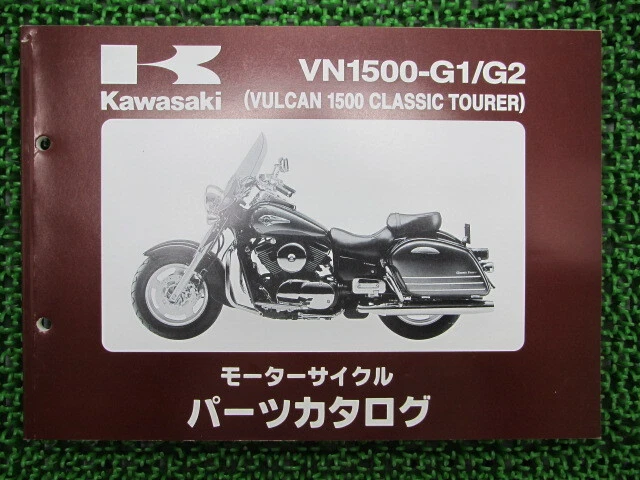 VN1500-G1/G2
Kawasaki
(VULCAN 1500 CLASSIC TOURER)
モーターサイクル
パーツカタログ